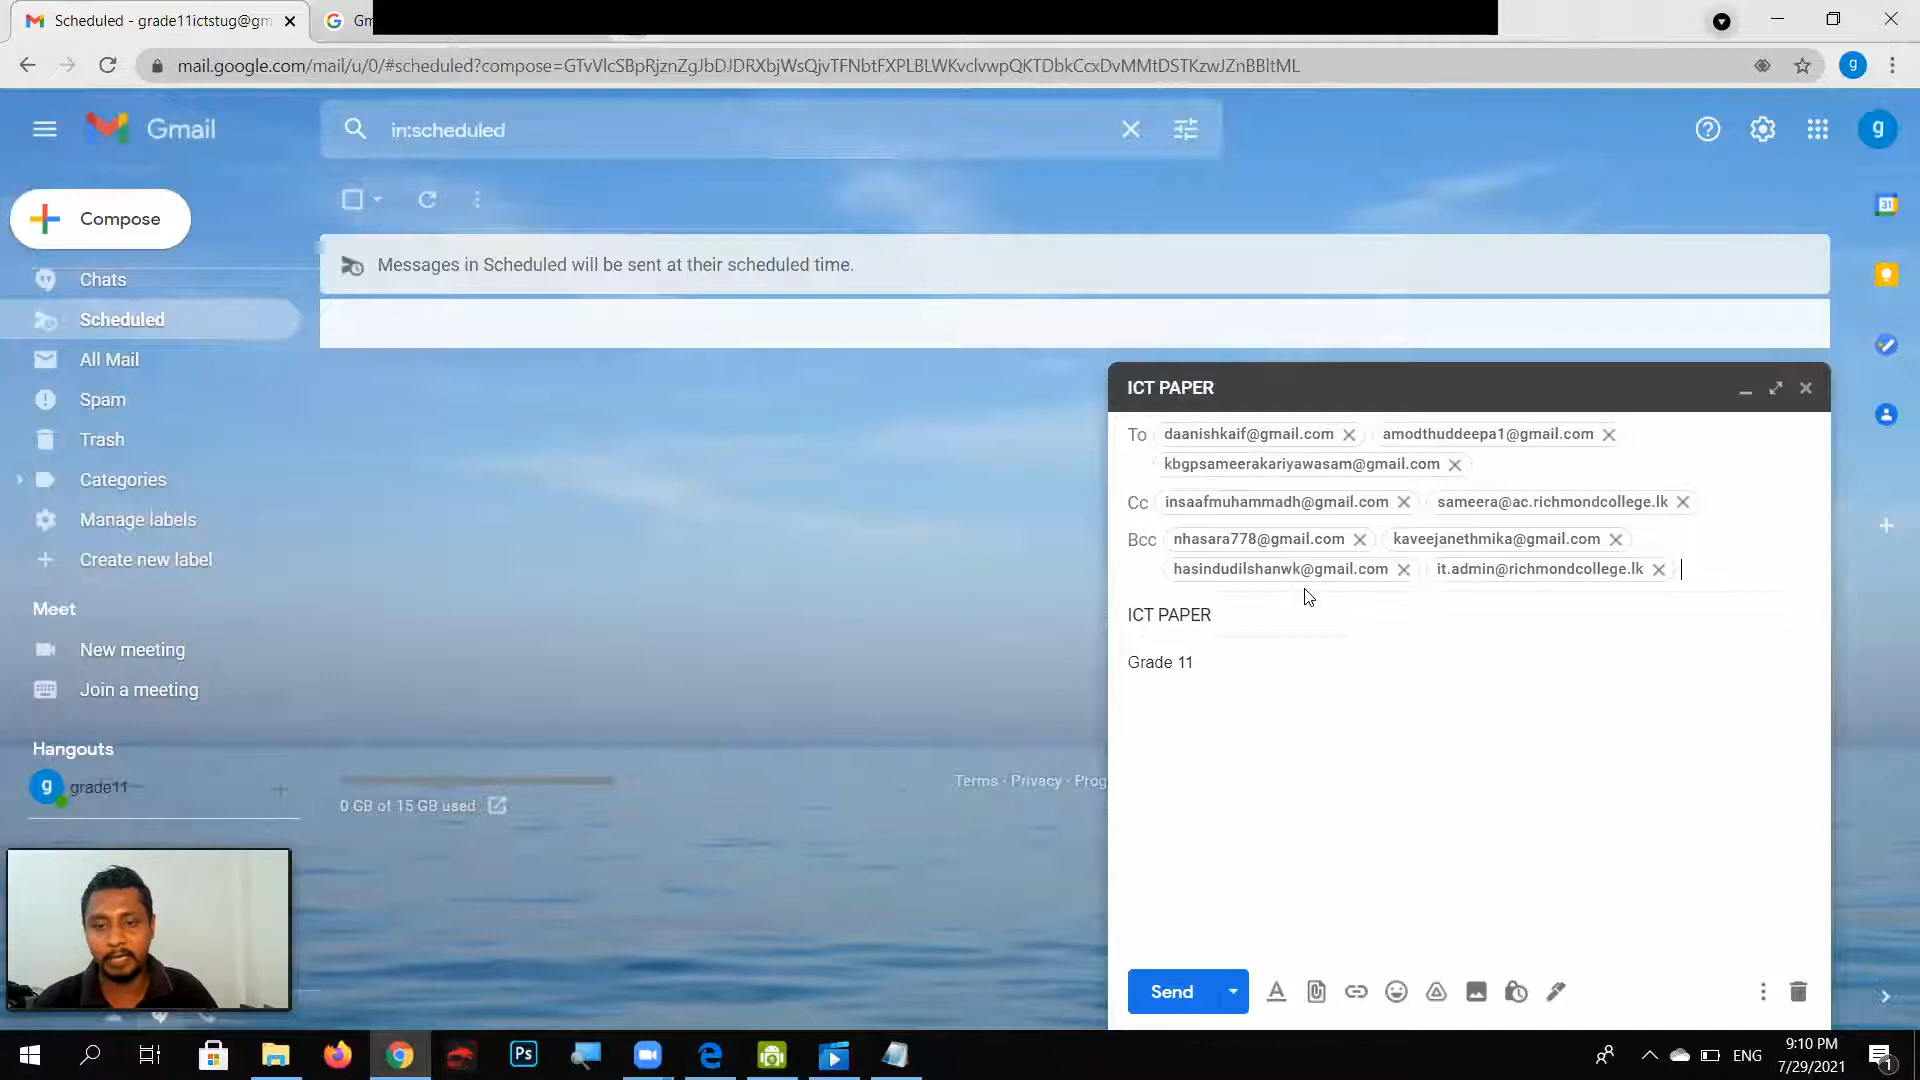 Scheduled - grade11ictstug@gm
mail.google.com/mail/u/0/#scheduled?compose=GTvVlcSBpRjznZgJbDJDRXbjWsQjvTFNbtFXPLBLWKvclvwpQKTDbkCcxDvMMtDSTKzwJZnBBltML
g
Gmail
in:scheduled
g
Compose
31
Chats
Scheduled
Messages in Scheduled will be sent at their scheduled time.
All Mail
Spam
Trash
Categories
Manage labels
Create new label
Meet
New meeting
Join a meeting
Hangouts
g
grade11
0 GB of 15 GB used
Terms · Privacy · Prog
ICT PAPER
To daanishkaif@gmail.com amodthuddeepa1@gmail.com
kbgpsameerakariyawasam@gmail.com
Cc insaafmuhammadh@gmail.com sameera@ac.richmondcollege.lk
Bcc nhasara778@gmail.com kaveejanethmika@gmail.com
hasindudilshanwk@gmail.com it.admin@richmondcollege.lk
ICT PAPER
Grade 11
Send
Ps
ENG
9:10 PM
7/29/2021
1